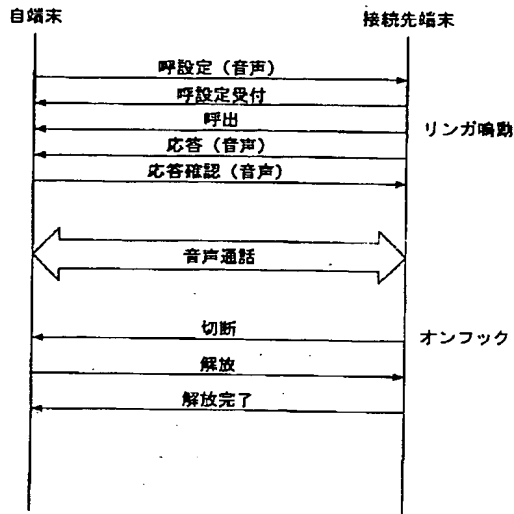 自端末
接続先端末
呼設定（音声）
呼設定受付
呼出
リンガ鳴動
応答（音声）
応答確認（音声）
音声通話
切断
オンフック
解放
解放完了